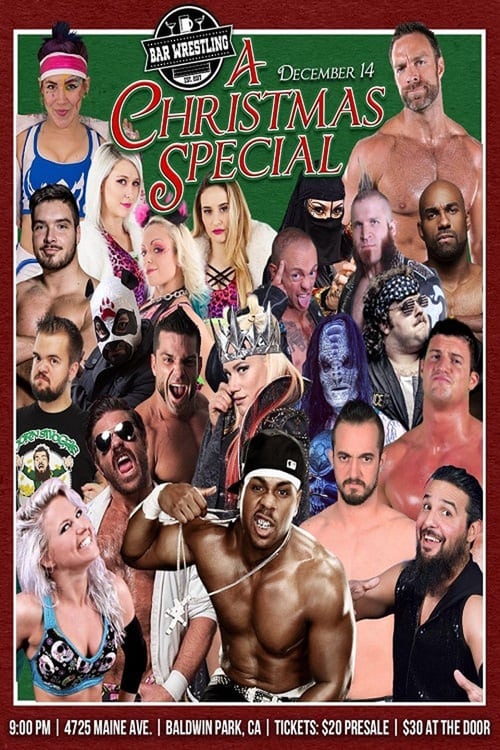 BAR WRESTLING
EST. 2017
A
DECEMBER 14
CHRISTMAS
SPECIAL
9:00 PM | 4725 MAINE AVE. | BALDWIN PARK, CA | TICKETS: $20 PRESALE | $30 AT THE DOOR